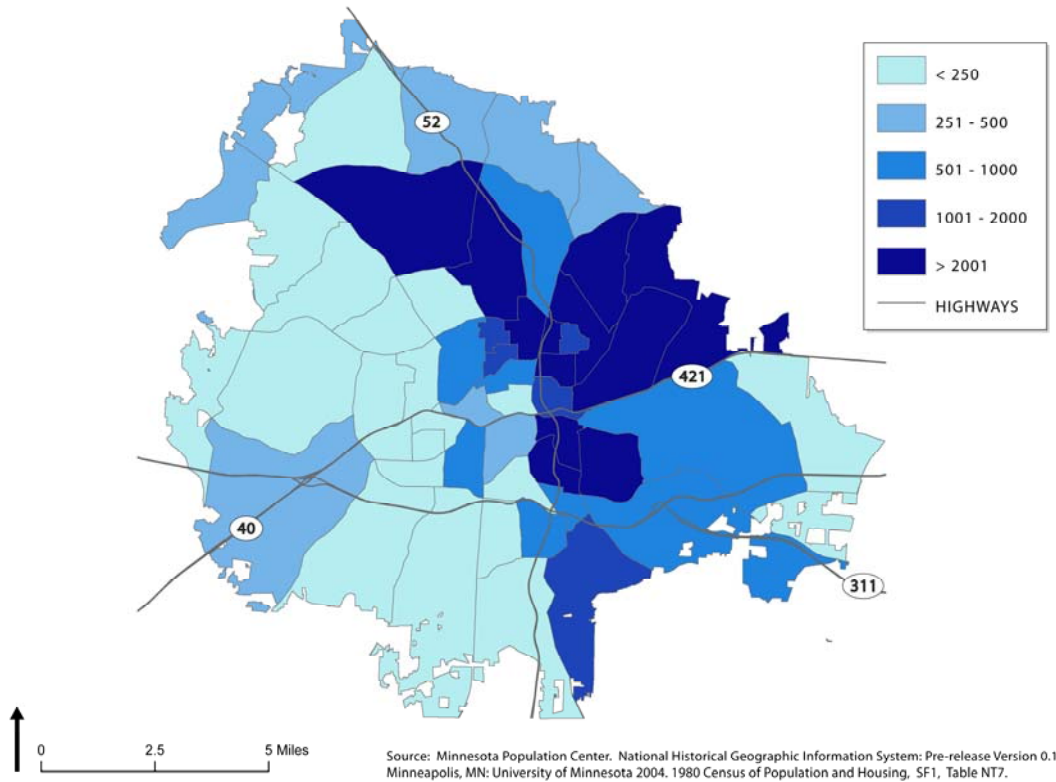 < 250
251 - 500
501 - 1000
1001 - 2000
> 2001
HIGHWAYS
52
421
40
311
0 2.5 5 Miles
Source: Minnesota Population Center. National Historical Geographic Information System: Pre-release Version 0.1
Minneapolis, MN: University of Minnesota 2004. 1980 Census of Population and Housing, SF1, Table NT7.